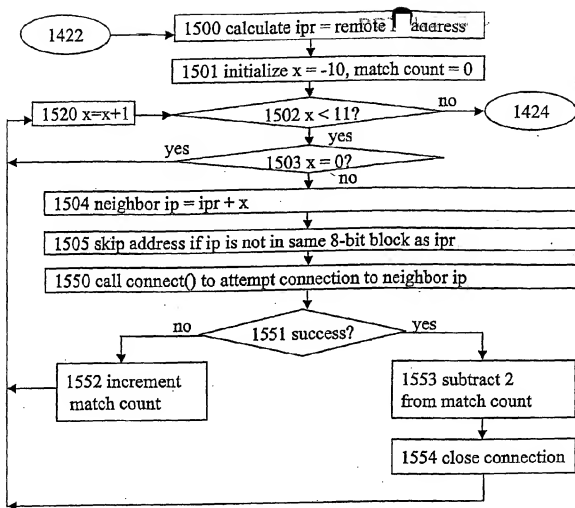 1422
1500 calculate ipr = remote address
1501 initialize x = -10, match count = 0
1520 x=x+1
1502 x < 11?
no
1424
yes
yes
1503 x = 0?
no
1504 neighbor ip = ipr + x
1505 skip address if ip is not in same 8-bit block as ipr
1550 call connect() to attempt connection to neighbor ip
no
1551 success?
yes
1552 increment
match count
1553 subtract 2
from match count
1554 close connection